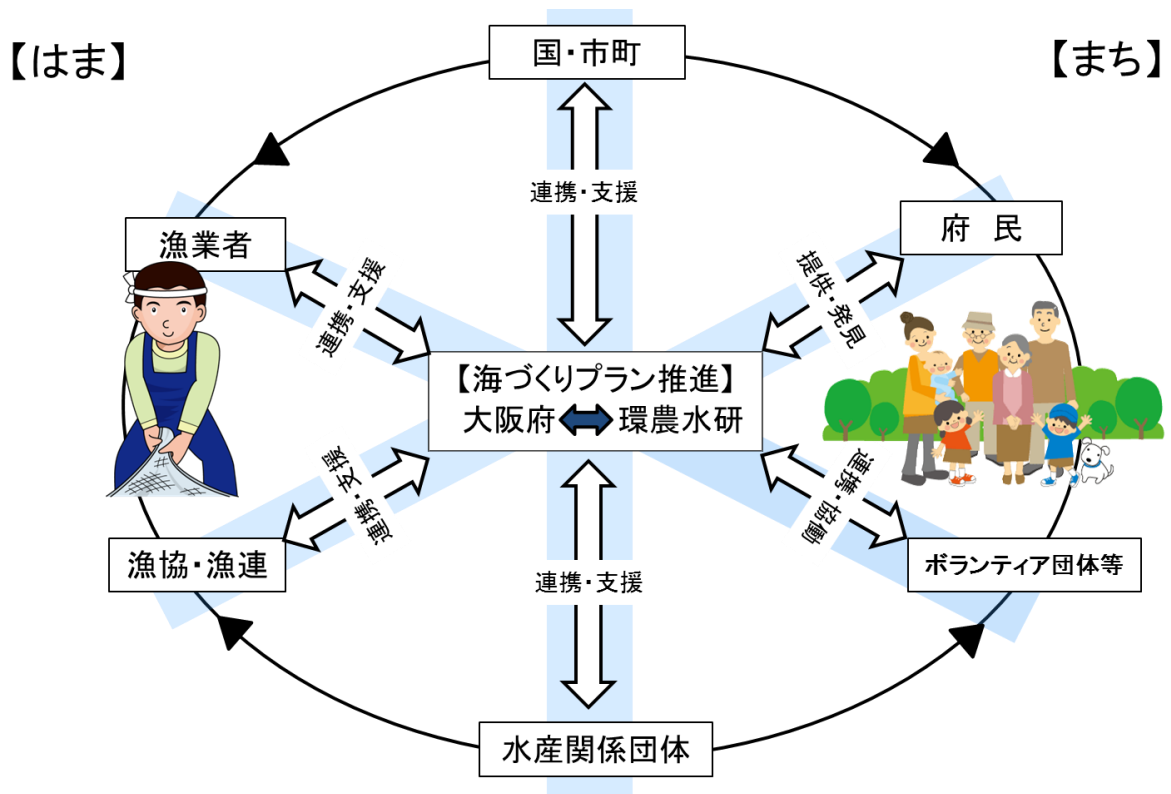 【はま】
国・市町
【まち】
連携・支援
漁業者
府　民
連携・支援
提供・発見
【海づくりプラン推進】
大阪府
環農水研
連携・支援
連携・協働
漁協・漁連
連携・支援
ボランティア団体等
水産関係団体